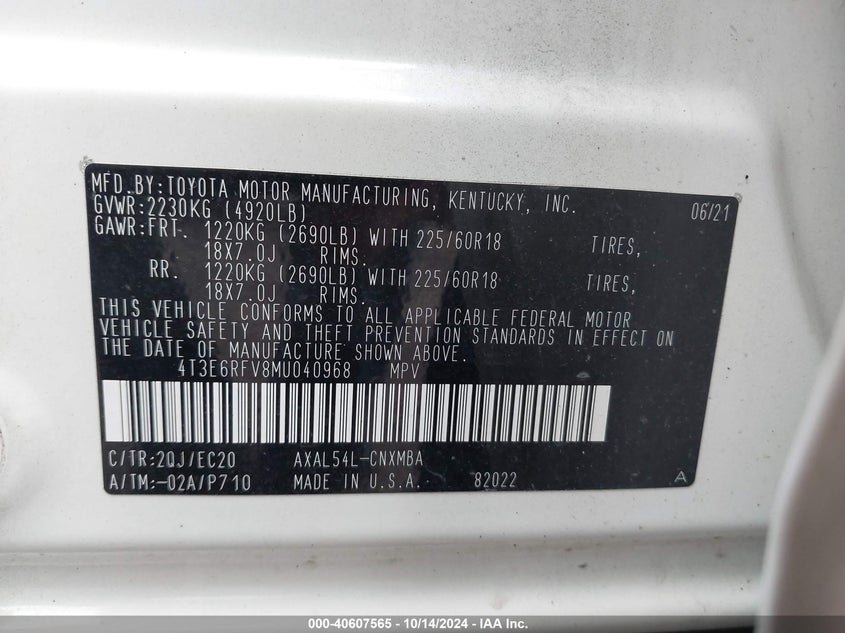 MFD.BY:TOYOTA MOTOR MANUFACTURING, KENTUCKY, INC. 06/21
GVWR:2230KG (4920LB)
GAWR:FRT. 1220KG (2690LB) WITH 225/60R18 TIRES,
18X7.0J RIMS.
RR. 1220KG (2690LB) WITH 225/60R18 TIRES,
18X7.0J RIMS.
THIS VEHICLE CONFORMS TO ALL APPLICABLE FEDERAL MOTOR
VEHICLE SAFETY AND THEFT PREVENTION STANDARDS IN EFFECT ON
THE DATE OF MANUFACTURE SHOWN ABOVE.
4T3E6RFV8MU040968 MPV
C/TR:2QJ/EC20 AXAL54L-CNXMBA
A/TM:-02A/P710 MADE IN U.S.A. 82022 A
000-40607565 - 10/14/2024 - IAA Inc.